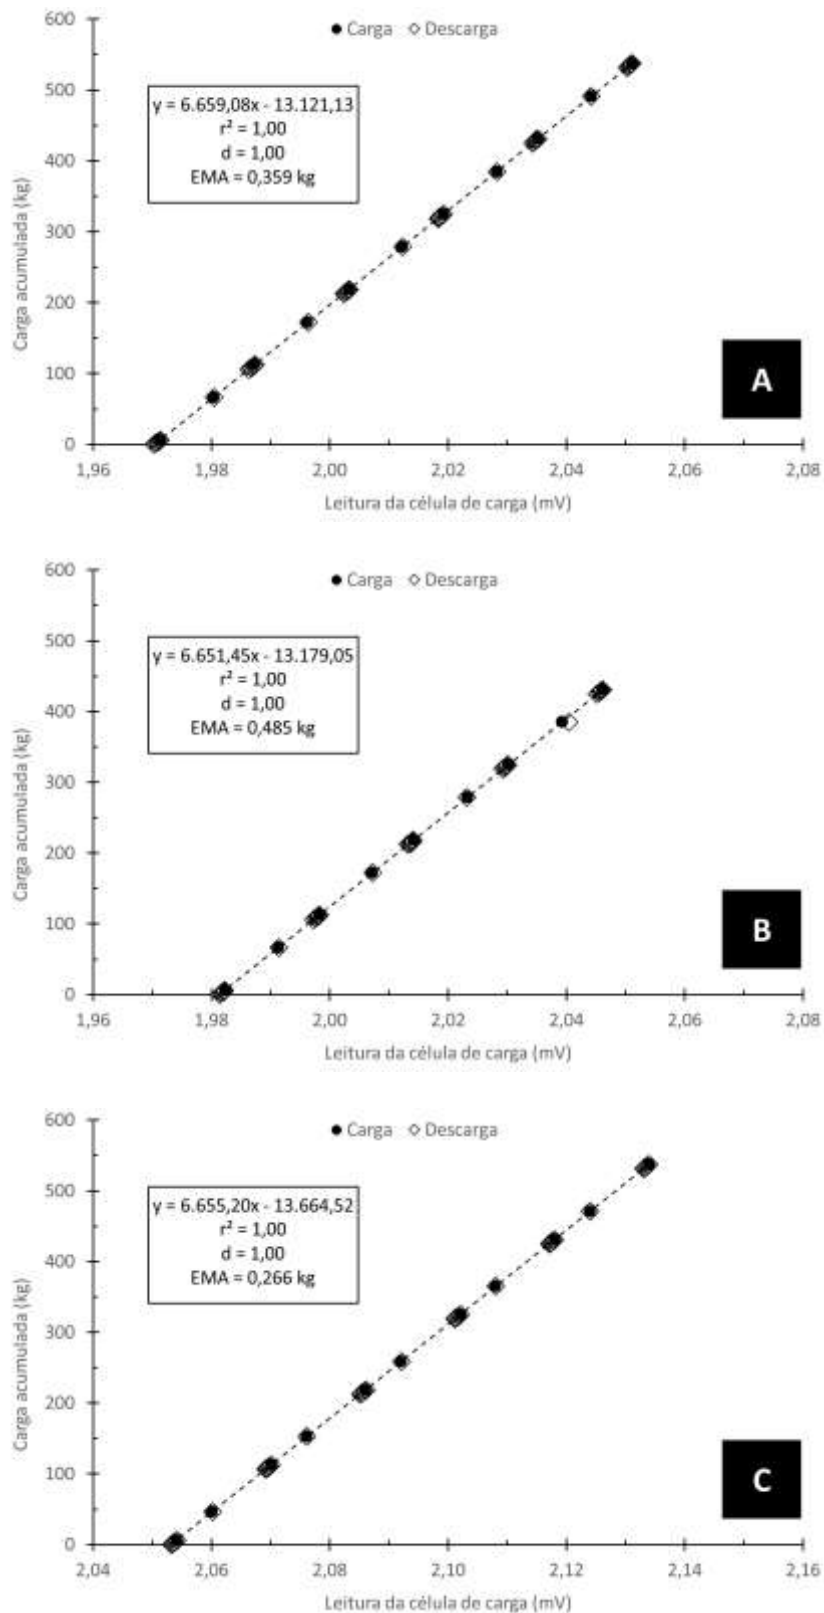 600
● Carga ◇ Descarga
500
y = 6.659,08x - 13.121,13
r² = 1,00
d = 1,00
EMA = 0,359 kg
400
300
200
100
0
Carga acumulada (kg)
A
1,96 1,98 2,00 2,02 2,04 2,06 2,08
Leitura da célula de carga (mV)
600
● Carga ◇ Descarga
500
y = 6.651,45x - 13.179,05
r² = 1,00
d = 1,00
EMA = 0,485 kg
400
300
200
100
0
Carga acumulada (kg)
B
1,96 1,98 2,00 2,02 2,04 2,06 2,08
Leitura da célula de carga (mV)
600
● Carga ◇ Descarga
500
y = 6.655,20x - 13.664,52
r² = 1,00
d = 1,00
EMA = 0,266 kg
400
300
200
100
0
Carga acumulada (kg)
C
2,04 2,06 2,08 2,10 2,12 2,14 2,16
Leitura da célula de carga (mV)